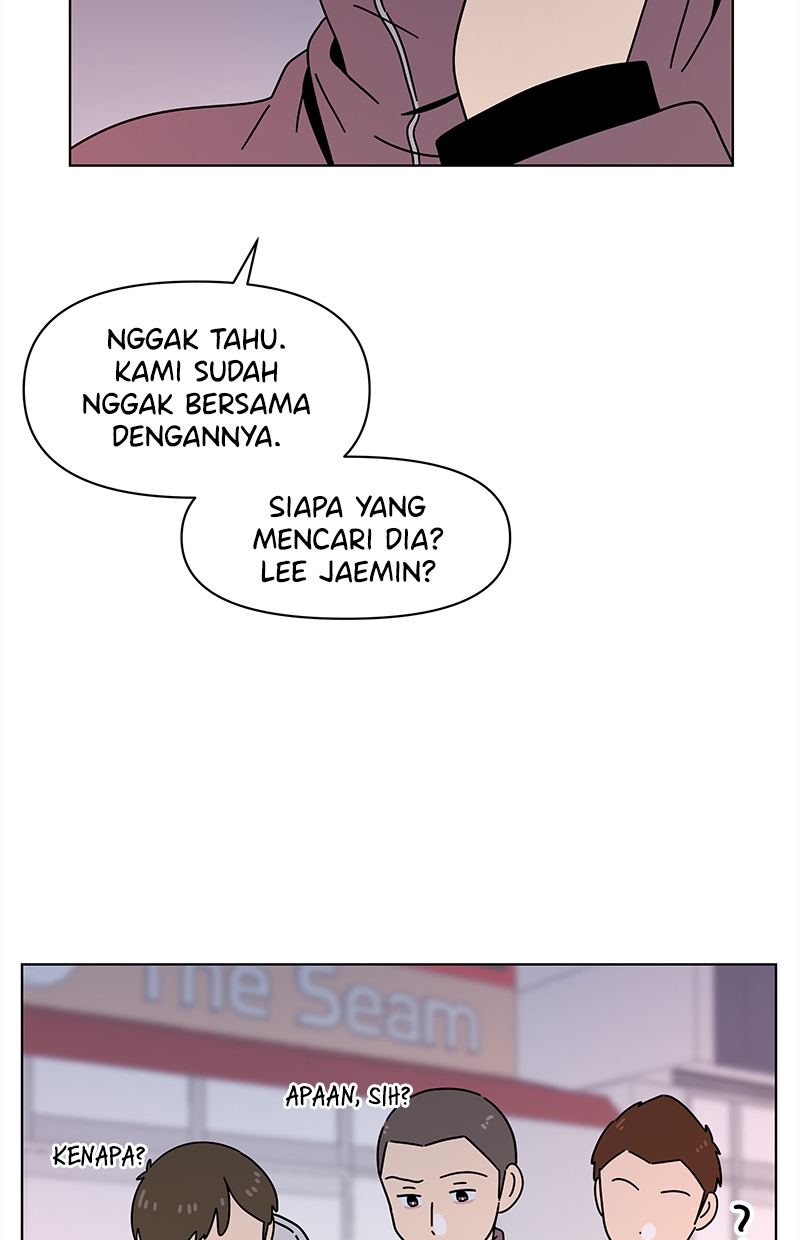 NGGAK TAHU.
KAMI SUDAH
NGGAK BERSAMA
DENGANNYA.
SIAPA YANG
MENCARI DIA?
LEE JAEMIN?
The Seam
APAAN, SIH?
KENAPA?
?